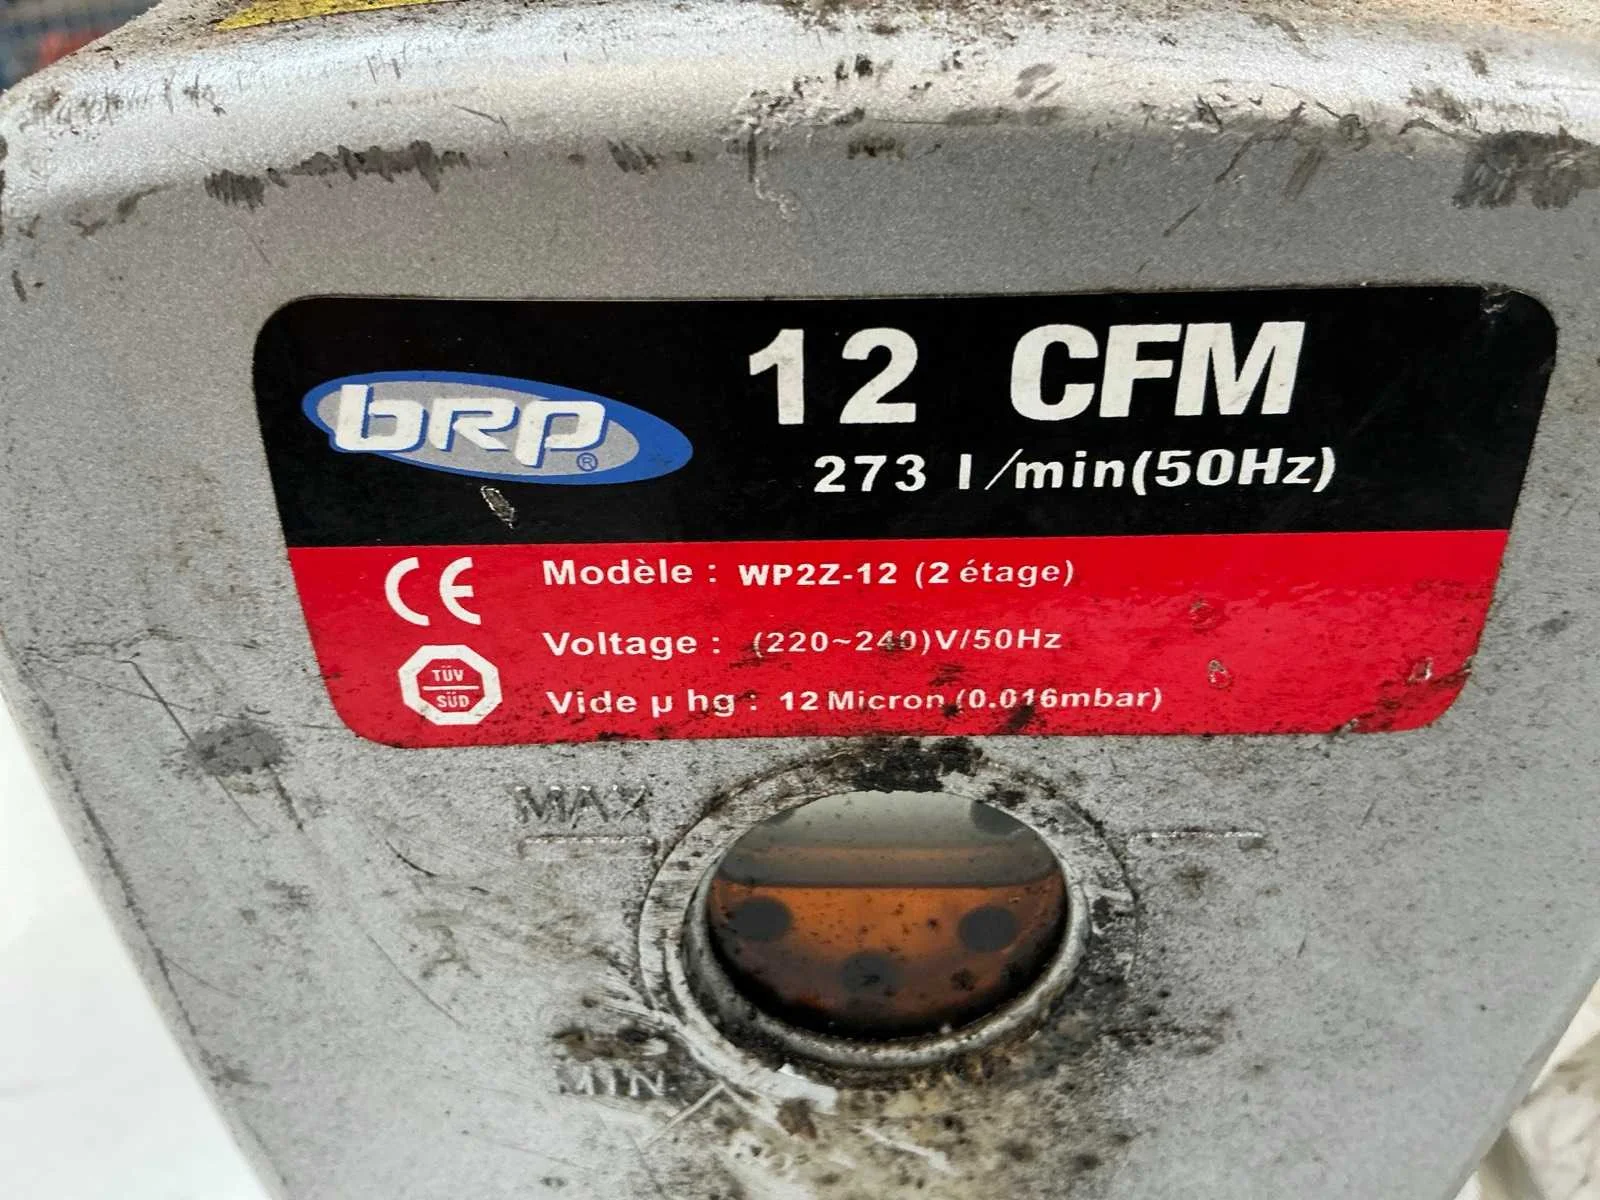 12 CFM
brp®
273 l/min(50Hz)
CE
Modèle : WP2Z-12 (2 étage)
Voltage : (220~240)V/50Hz
TÜV
SÜD
Vide µ hg : 12 Micron (0.016mbar)
MAX
MIN